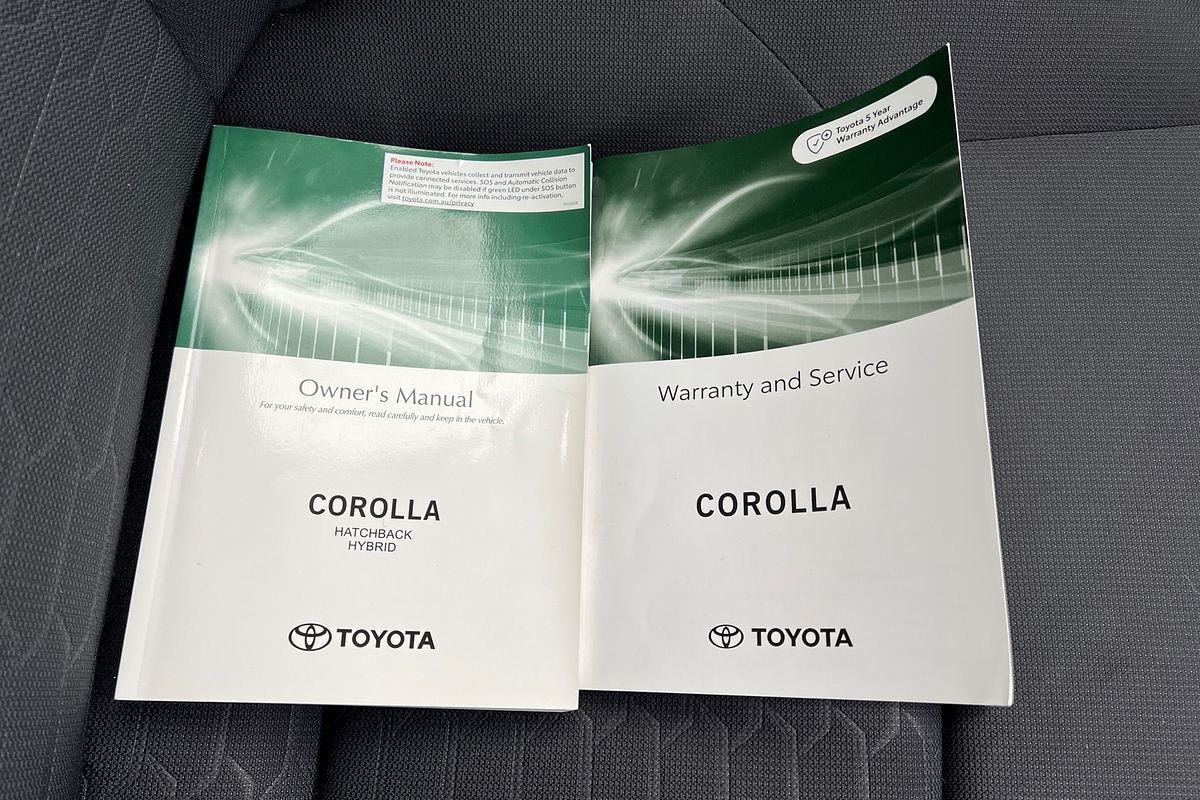 Please Note:
Enabled Toyota vehicles collect and transmit vehicle data to
provide connected services. SOS and Automatic Collision
Notification may be disabled if green LED under SOS button
is not illuminated. For more info including re-activation,
visit toyota.com.au/privacy
Owner's Manual
For your safety and comfort, read carefully and keep in the vehicle.
COROLLA
HATCHBACK
HYBRID
TOYOTA
Toyota 5 Year
Warranty Advantage
Warranty and Service
COROLLA
TOYOTA